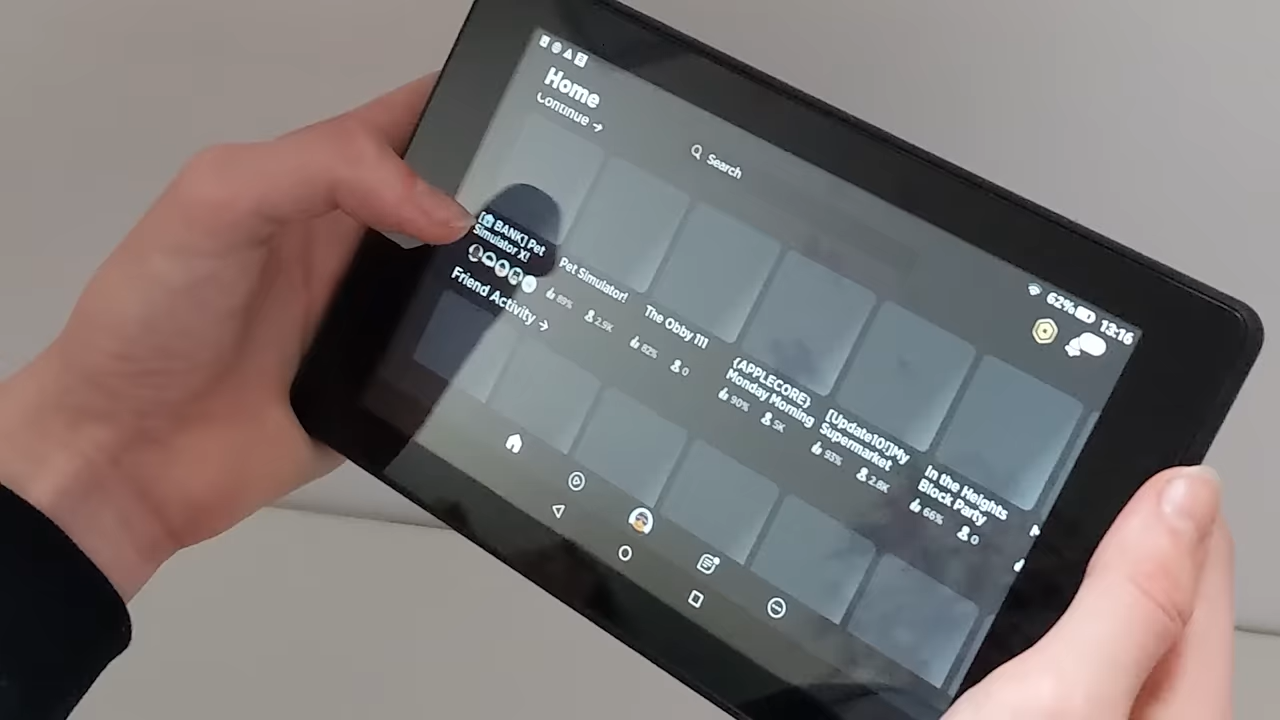 Home
Continue →
Search
62% 13:16
[BANK] Pet
Simulator X!
Pet Simulator!
89% 2.9K
The Obby 111
82% 0
{APPLECORE}
Monday Morning
90% 5K
[Update10!]My
Supermarket
93% 2.8K
In the Heights
Block Party
66% 0
Friend Activity →